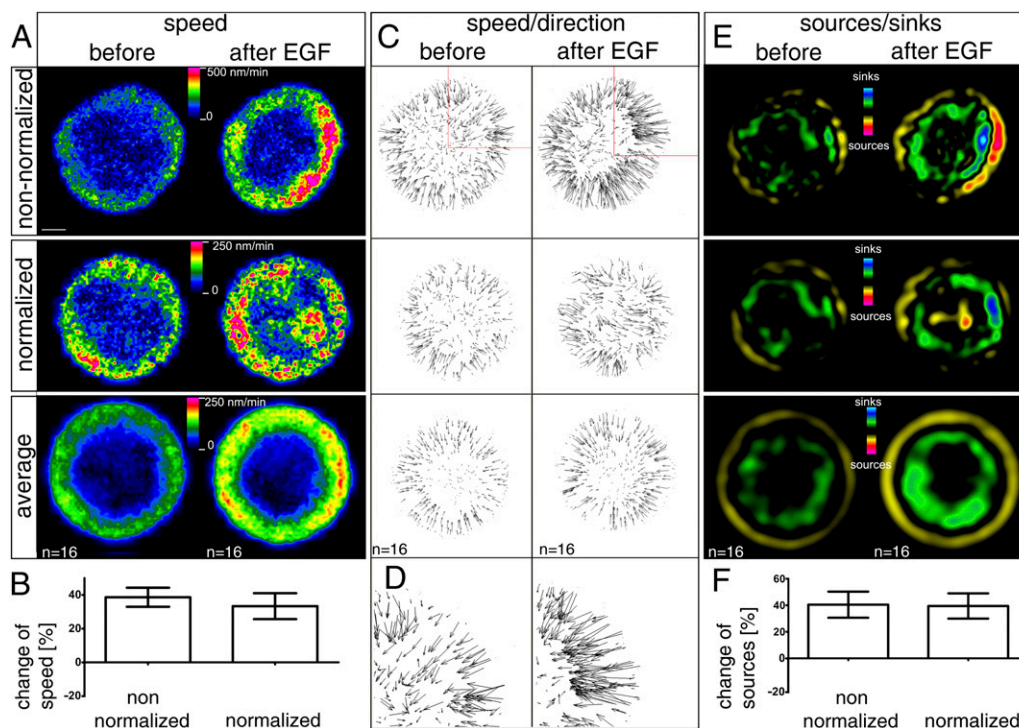 A
speed
before
after EGF
C
speed/direction
before
after EGF
E
sources/sinks
before
after EGF
non-normalized
500 nm/min
0
sinks
sources
normalized
250 nm/min
0
sinks
sources
average
250 nm/min
0
n=16
n=16
n=16
n=16
sinks
sources
n=16
n=16
B
change of
speed [%]
40
0
-20
non
normalized
normalized
D
F
change of
sources [%]
60
40
0
20
non
normalized
normalized